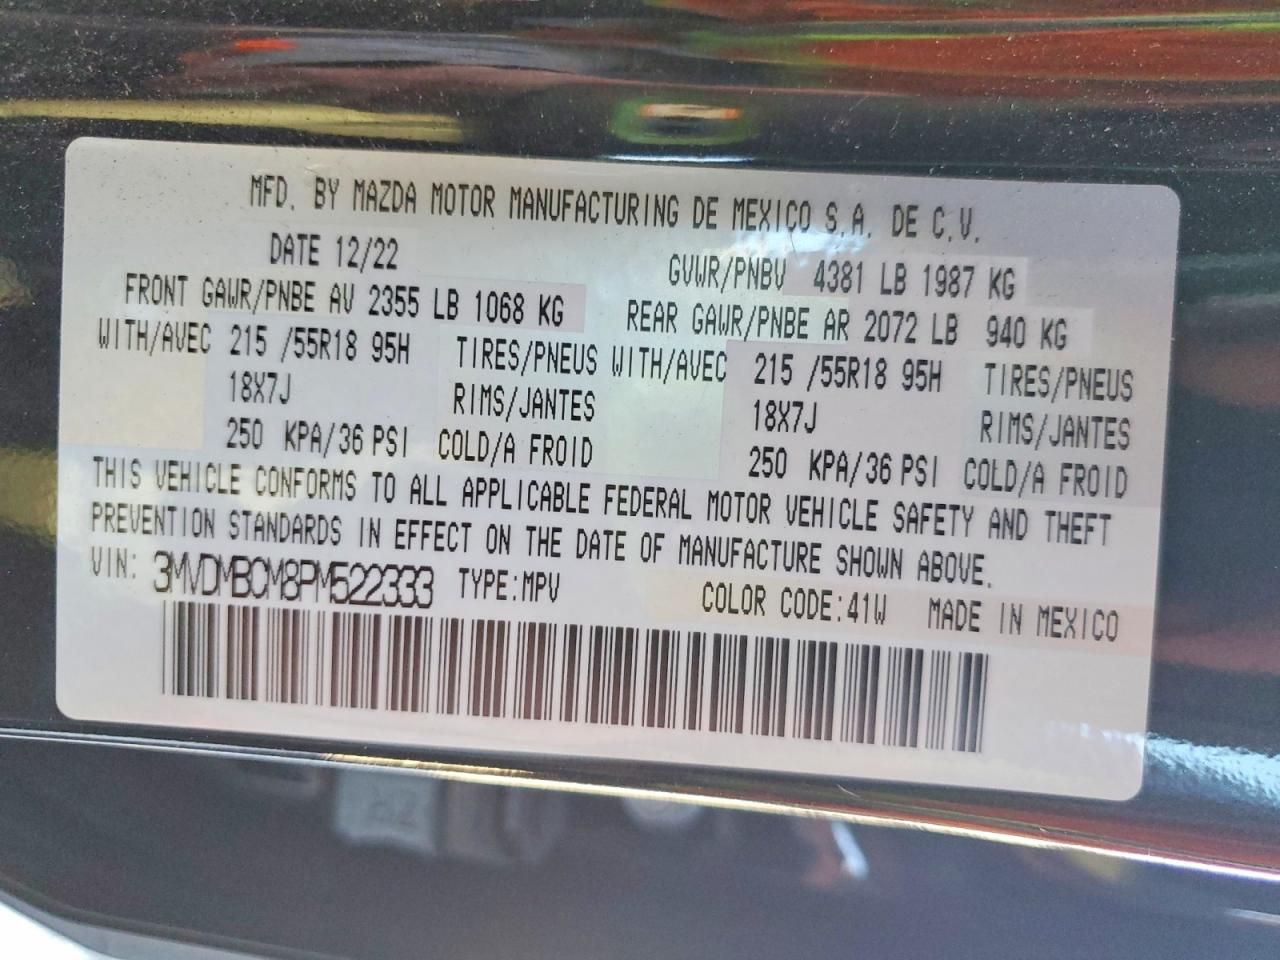 MFD. BY MAZDA MOTOR MANUFACTURING DE MEXICO S.A. DE C.V.
DATE 12/22 GVWR/PNBV 4381 LB 1987 KG
FRONT GAWR/PNBE AV 2355 LB 1068 KG REAR GAWR/PNBE AR 2072 LB 940 KG
WITH/AVEC 215 /55R18 95H TIRES/PNEUS WITH/AVEC 215 /55R18 95H TIRES/PNEUS
18X7J RIMS/JANTES 18X7J RIMS/JANTES
250 KPA/36 PSI COLD/A FROID 250 KPA/36 PSI COLD/A FROID
THIS VEHICLE CONFORMS TO ALL APPLICABLE FEDERAL MOTOR VEHICLE SAFETY AND THEFT
PREVENTION STANDARDS IN EFFECT ON THE DATE OF MANUFACTURE SHOWN ABOVE.
VIN: 3MVDMBCM8PM522333 TYPE:MPV COLOR CODE:41W MADE IN MEXICO